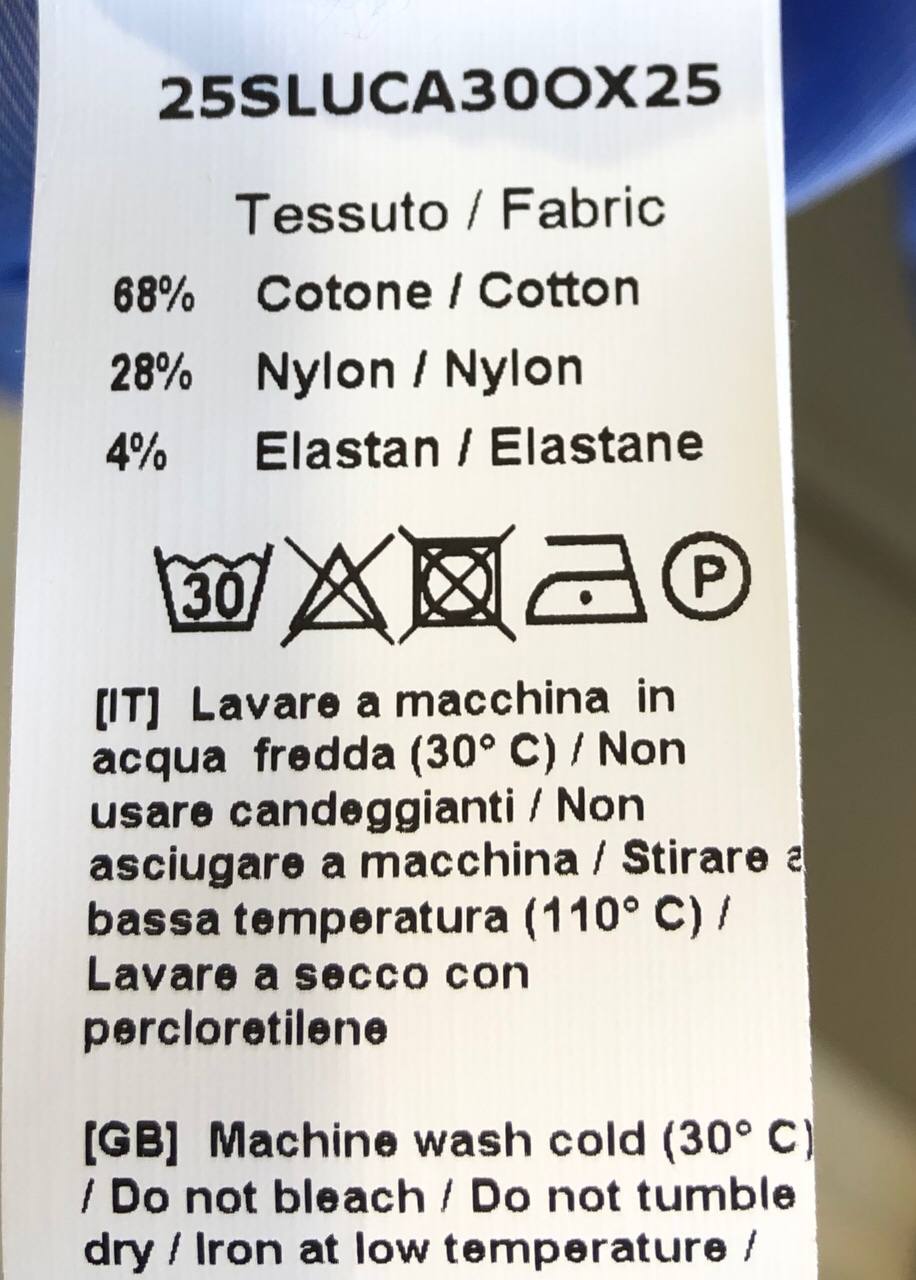 25SLUCA30OX25
Tessuto / Fabric
68% Cotone / Cotton
28% Nylon / Nylon
4% Elastan / Elastane
30 P
[IT] Lavare a macchina in
acqua fredda (30° C) / Non
usare candeggianti / Non
asciugare a macchina / Stirare a
bassa temperatura (110° C) /
Lavare a secco con
percloretilene
[GB] Machine wash cold (30° C)
/ Do not bleach / Do not tumble
dry / Iron at low temperature /